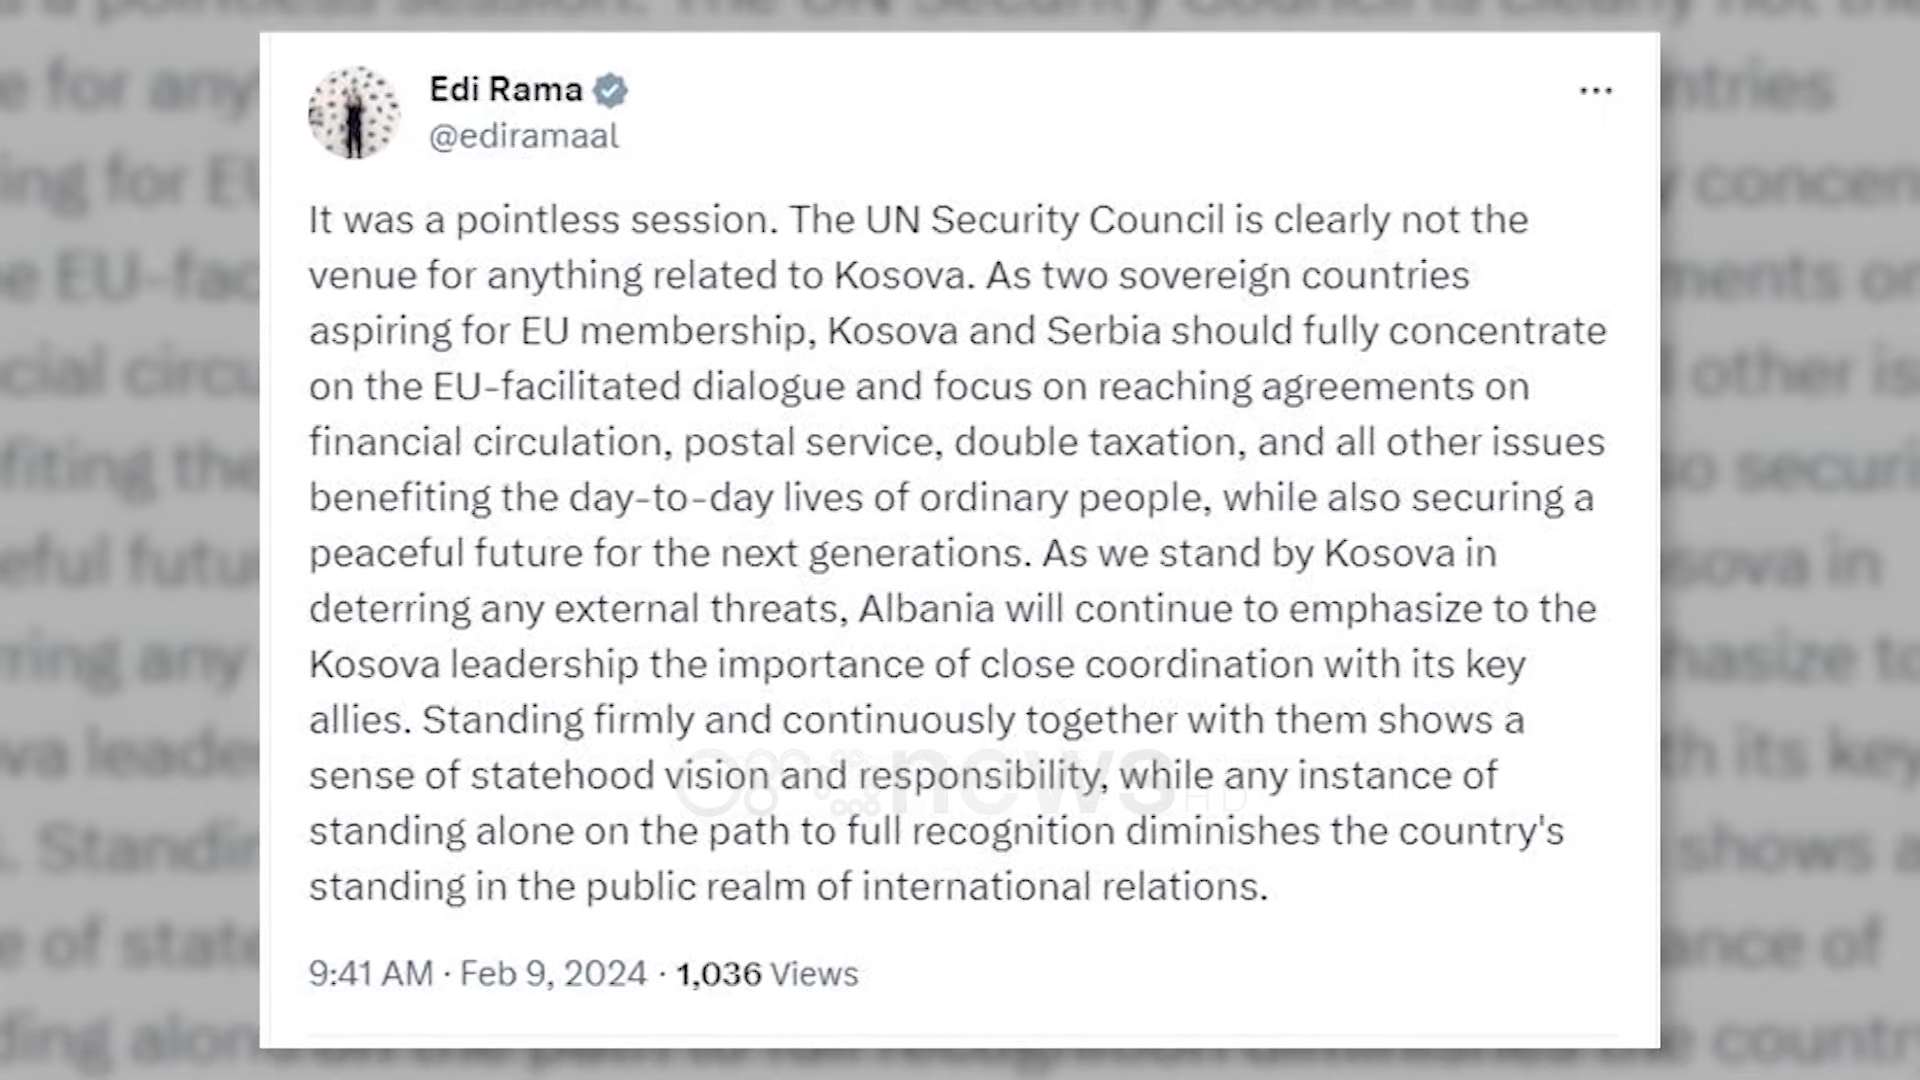 Edi Rama
@ediramaal
It was a pointless session. The UN Security Council is clearly not the
venue for anything related to Kosova. As two sovereign countries
aspiring for EU membership, Kosova and Serbia should fully concentrate
on the EU-facilitated dialogue and focus on reaching agreements on
financial circulation, postal service, double taxation, and all other issues
benefiting the day-to-day lives of ordinary people, while also securing a
peaceful future for the next generations. As we stand by Kosova in
deterring any external threats, Albania will continue to emphasize to the
Kosova leadership the importance of close coordination with its key
allies. Standing firmly and continuously together with them shows a
sense of statehood vision and responsibility, while any instance of
standing alone on the path to full recognition diminishes the country's
standing in the public realm of international relations.
9:41 AM · Feb 9, 2024 · 1,036 Views
news HD